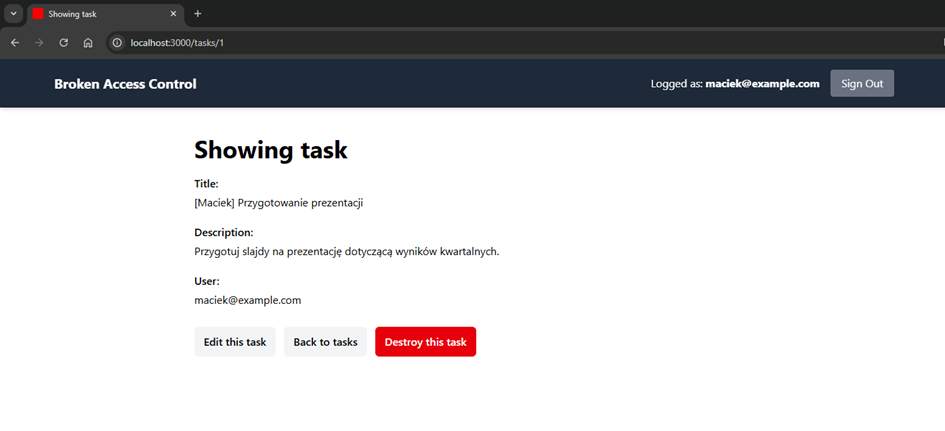 Showing task
localhost:3000/tasks/1
Broken Access Control
Logged as: maciek@example.com
Sign Out
Showing task
Title:
[Maciek] Przygotowanie prezentacji
Description:
Przygotuj slajdy na prezentację dotyczącą wyników kwartalnych.
User:
maciek@example.com
Edit this task
Back to tasks
Destroy this task